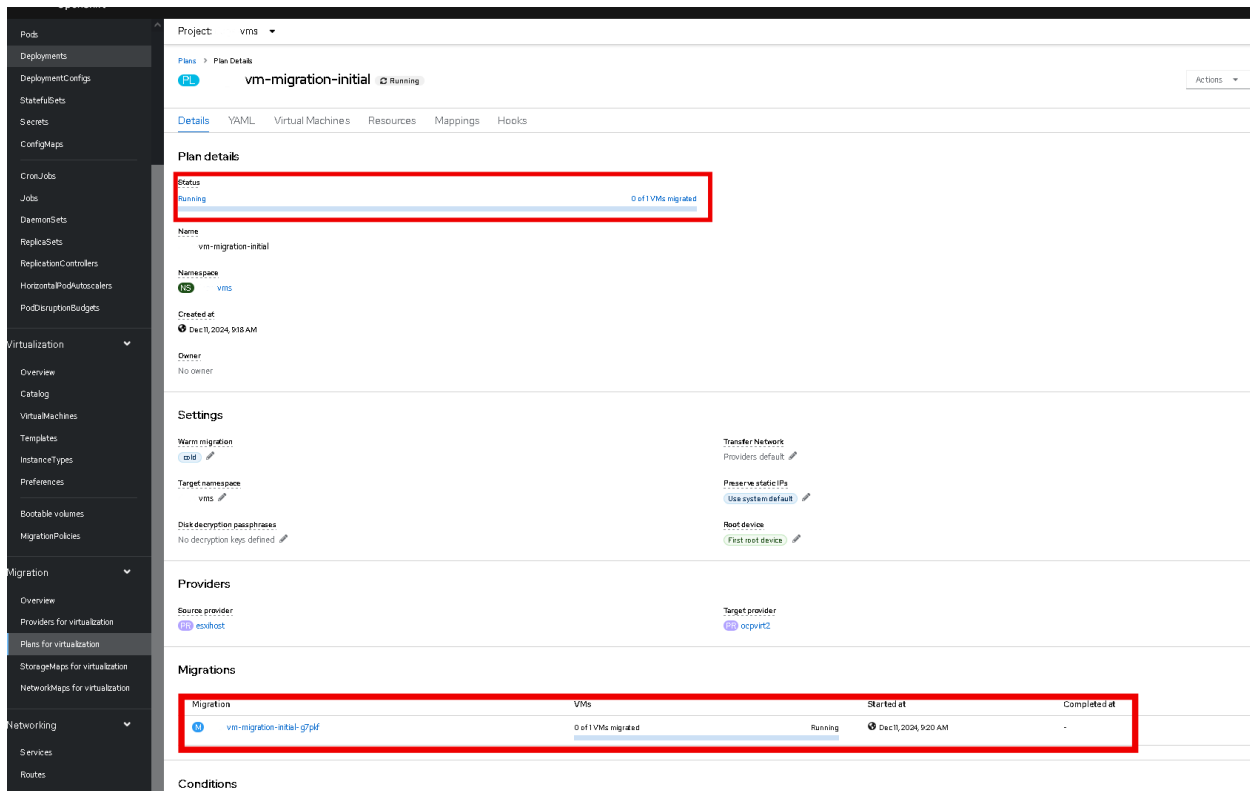 Pods
Deployments
DeploymentConfigs
StatefulSets
Secrets
ConfigMaps
CronJobs
Jobs
DaemonSets
ReplicaSets
ReplicationControllers
HorizontalPodAutoscalers
PodDisruptionBudgets
Virtualization
Overview
Catalog
VirtualMachines
Templates
InstanceTypes
Preferences
Bootable volumes
MigrationPolicies
Migration
Overview
Providers for virtualization
Plans for virtualization
StorageMaps for virtualization
NetworkMaps for virtualization
Networking
Services
Routes
Project: vms
Plans > Plan Details
PL vm-migration-initial Running
Actions
Details YAML Virtual Machines Resources Mappings Hooks
Plan details
Status
Running 0 of 1 VMs migrated
Name
vm-migration-initial
Namespace
NS vms
Created at
Dec 11, 2024, 9:18 AM
Owner
No owner
Settings
Warm migration Transfer Network
cold Providers default
Target namespace Preserve static IPs
vms Use system default
Disk decryption passphrases Root device
No decryption keys defined First root device
Providers
Source provider Target provider
PR esxihost PR ocpvirt2
Migrations
Migration VMs Started at Completed at
M vm-migration-initial-g7pkf 0 of 1 VMs migrated Running Dec 11, 2024, 9:20 AM -
Conditions